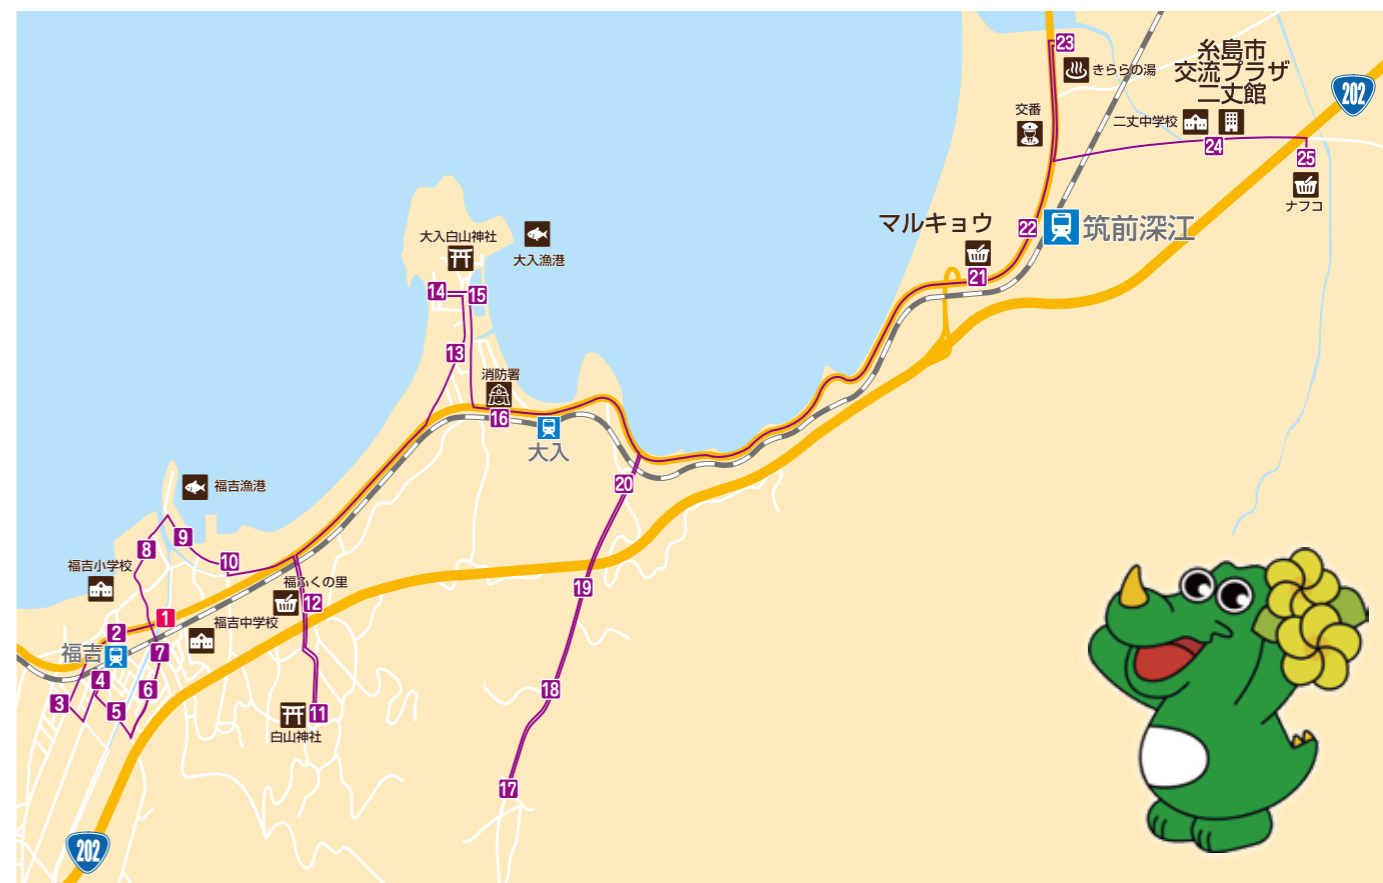 23
きららの湯
糸島市
交流プラザ
二丈館
202
交番
二丈中学校
24
25
ナフコ
マルキョウ
22
筑前深江
21
大入白山神社
大入漁港
14
15
13
消防署
16
大入
20
福吉漁港
8
9
10
福吉小学校
福ふくの里
12
19
1
2
福吉中学校
福吉
7
4
6
3
5
18
11
白山神社
17
202